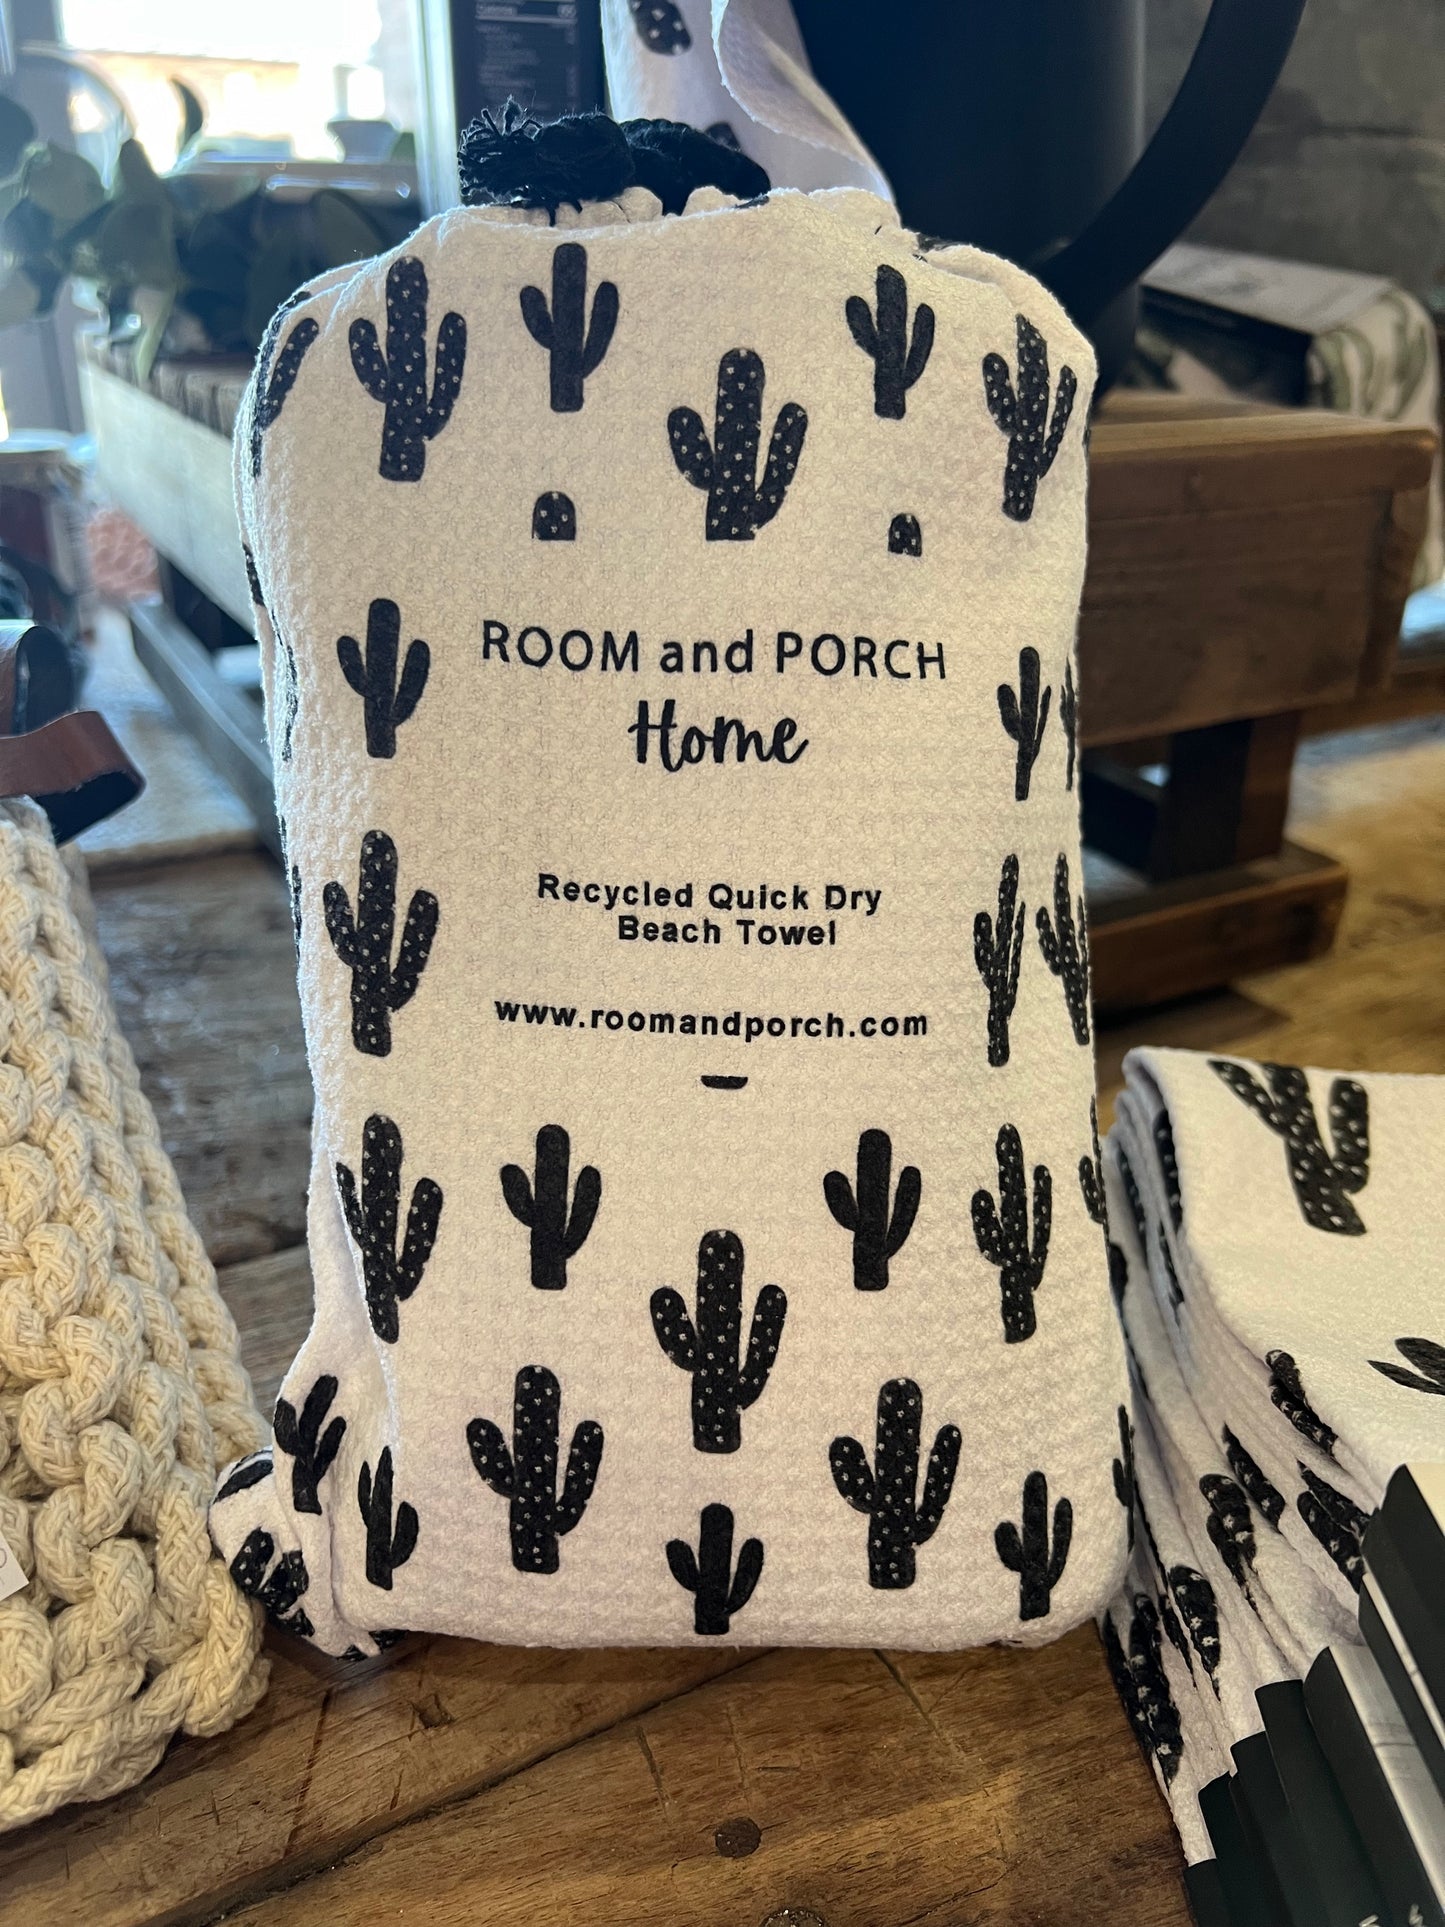 ROOM and PORCH
Home
Recycled Quick Dry
Beach Towel
www.roomandporch.com